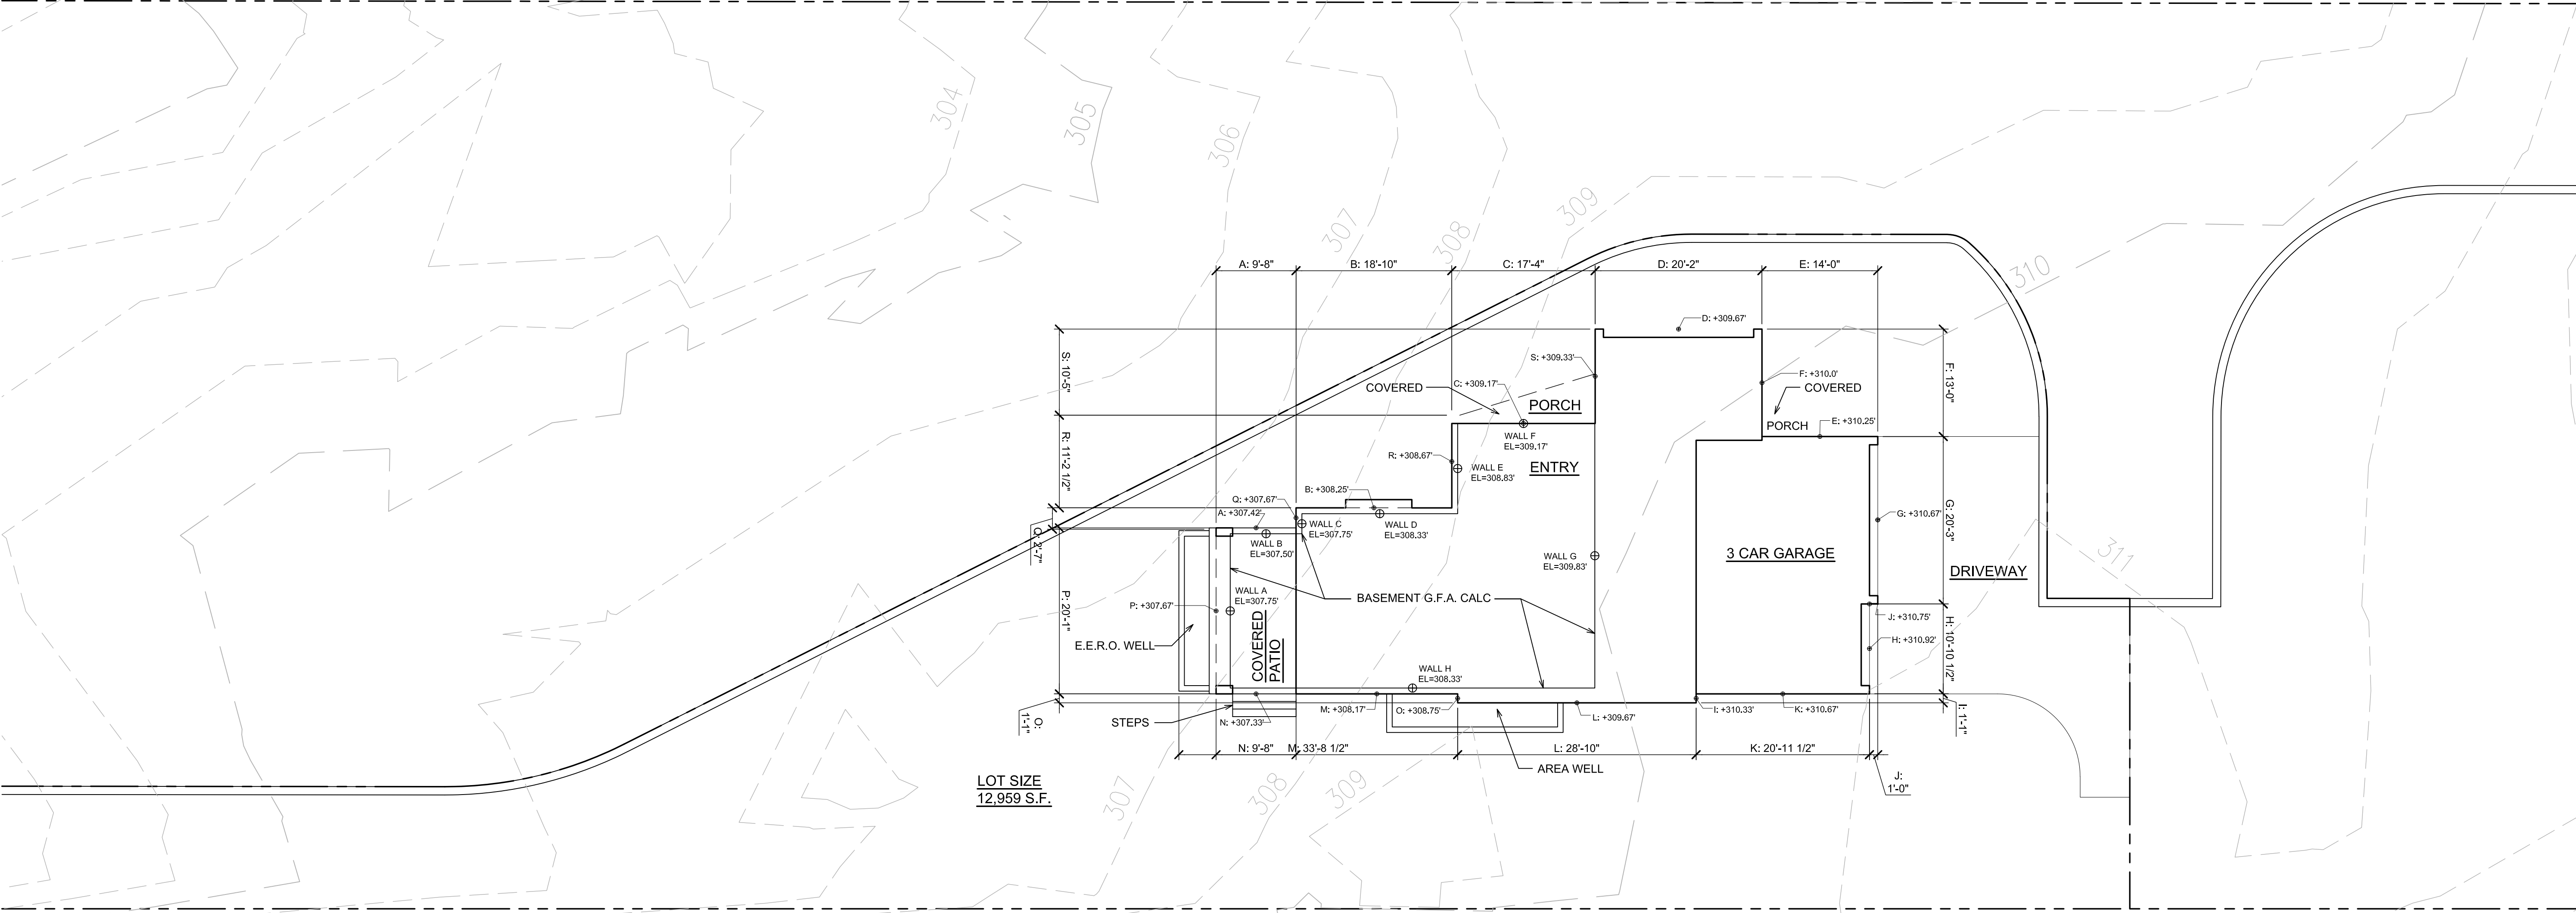 304
305
306
307
308
309
310
311
A: 9'-8"
B: 18'-10"
C: 17'-4"
D: 20'-2"
E: 14'-0"
D: +309.67'
S: 10'-5"
S: +309.33'
C: +309.17'
COVERED
PORCH
F: +310.0'
COVERED
PORCH
E: +310.25'
F: 13'-0"
WALL F
EL=309.17'
R: 11'-2 1/2"
R: +308.67'
WALL E
EL=308.83'
ENTRY
B: +308.25'
Q: +307.67'
A: +307.42'
WALL C
EL=307.75'
WALL D
EL=308.33'
WALL B
EL=307.50'
Q: 2'-7"
WALL G
EL=309.83'
3 CAR GARAGE
G: +310.67'
G: 20'-3"
DRIVEWAY
P: 20'-1"
P: +307.67'
WALL A
EL=307.75'
BASEMENT G.F.A. CALC
J: +310.75'
H: +310.92'
H: 10'-10 1/2"
E.E.R.O. WELL
COVERED
PATIO
WALL H
EL=308.33'
O:
1'-1"
STEPS
N: +307.33'
M: +308.17'
O: +308.75'
L: +309.67'
I: +310.33'
K: +310.67'
I: 1'-1"
N: 9'-8"
M: 33'-8 1/2"
L: 28'-10"
K: 20'-11 1/2"
AREA WELL
J:
1'-0"
LOT SIZE
12,959 S.F.
307
308
309